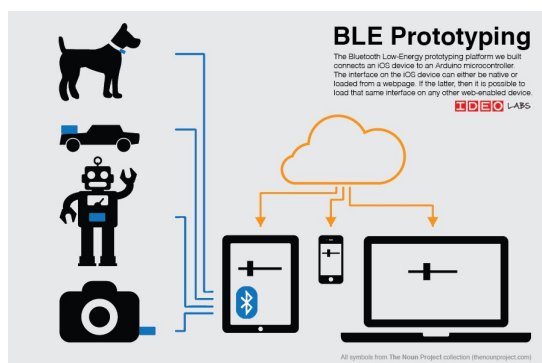 BLE Prototyping
The Bluetooth Low-Energy prototyping platform we built
connects an iOS device to an Arduino microcontroller.
The interface on the iOS device can either be native or
loaded from a webpage. If the latter, then it is possible to
load that same interface on any other web-enabled device.
IDEO LABS
All symbols from The Noun Project collection (thenounproject.com)